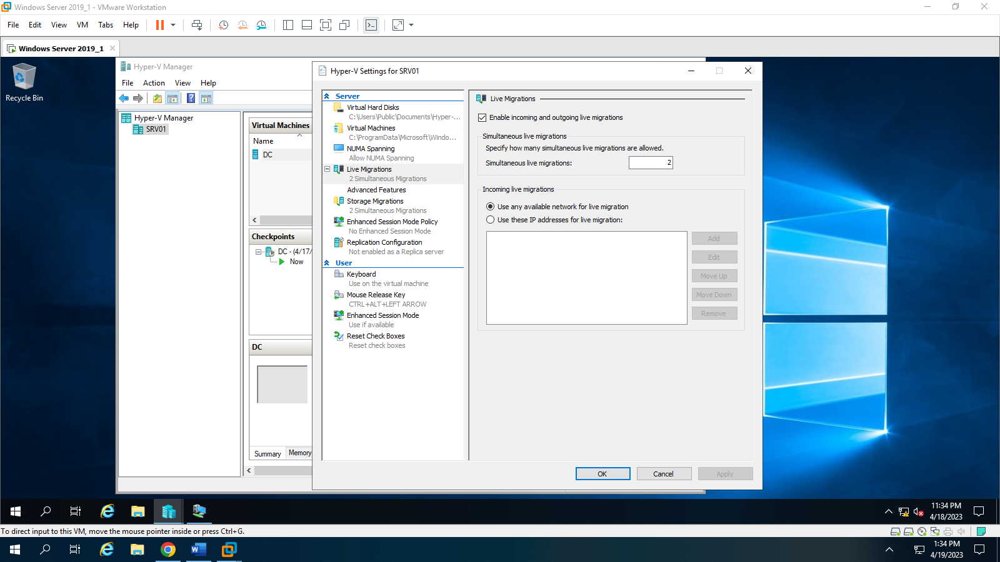 Windows Server 2019_1 - VMware Workstation
File Edit View VM Tabs Help
Windows Server 2019_1
Recycle Bin
Hyper-V Manager
File Action View Help
Hyper-V Manager
SRV01
Virtual Machines
Name
DC
Checkpoints
DC - (4/17/
Now
DC
Summary Memory
Hyper-V Settings for SRV01
Server
Virtual Hard Disks
C:\Users\Public\Documents\Hyper-...
Virtual Machines
C:\ProgramData\Microsoft\Windo...
NUMA Spanning
Allow NUMA Spanning
Live Migrations
2 Simultaneous Migrations
Advanced Features
Storage Migrations
2 Simultaneous Migrations
Enhanced Session Mode Policy
No Enhanced Session Mode
Replication Configuration
Not enabled as a Replica server
User
Keyboard
Use on the virtual machine
Mouse Release Key
CTRL+ALT+LEFT ARROW
Enhanced Session Mode
Use if available
Reset Check Boxes
Reset check boxes
Live Migrations
Enable incoming and outgoing live migrations
Simultaneous live migrations
Specify how many simultaneous live migrations are allowed.
Simultaneous live migrations: 2
Incoming live migrations
Use any available network for live migration
Use these IP addresses for live migration:
Add
Edit
Move Up
Move Down
Remove
OK Cancel Apply
11:34 PM
4/18/2023
To direct input to this VM, move the mouse pointer inside or press Ctrl+G.
1:34 PM
4/19/2023